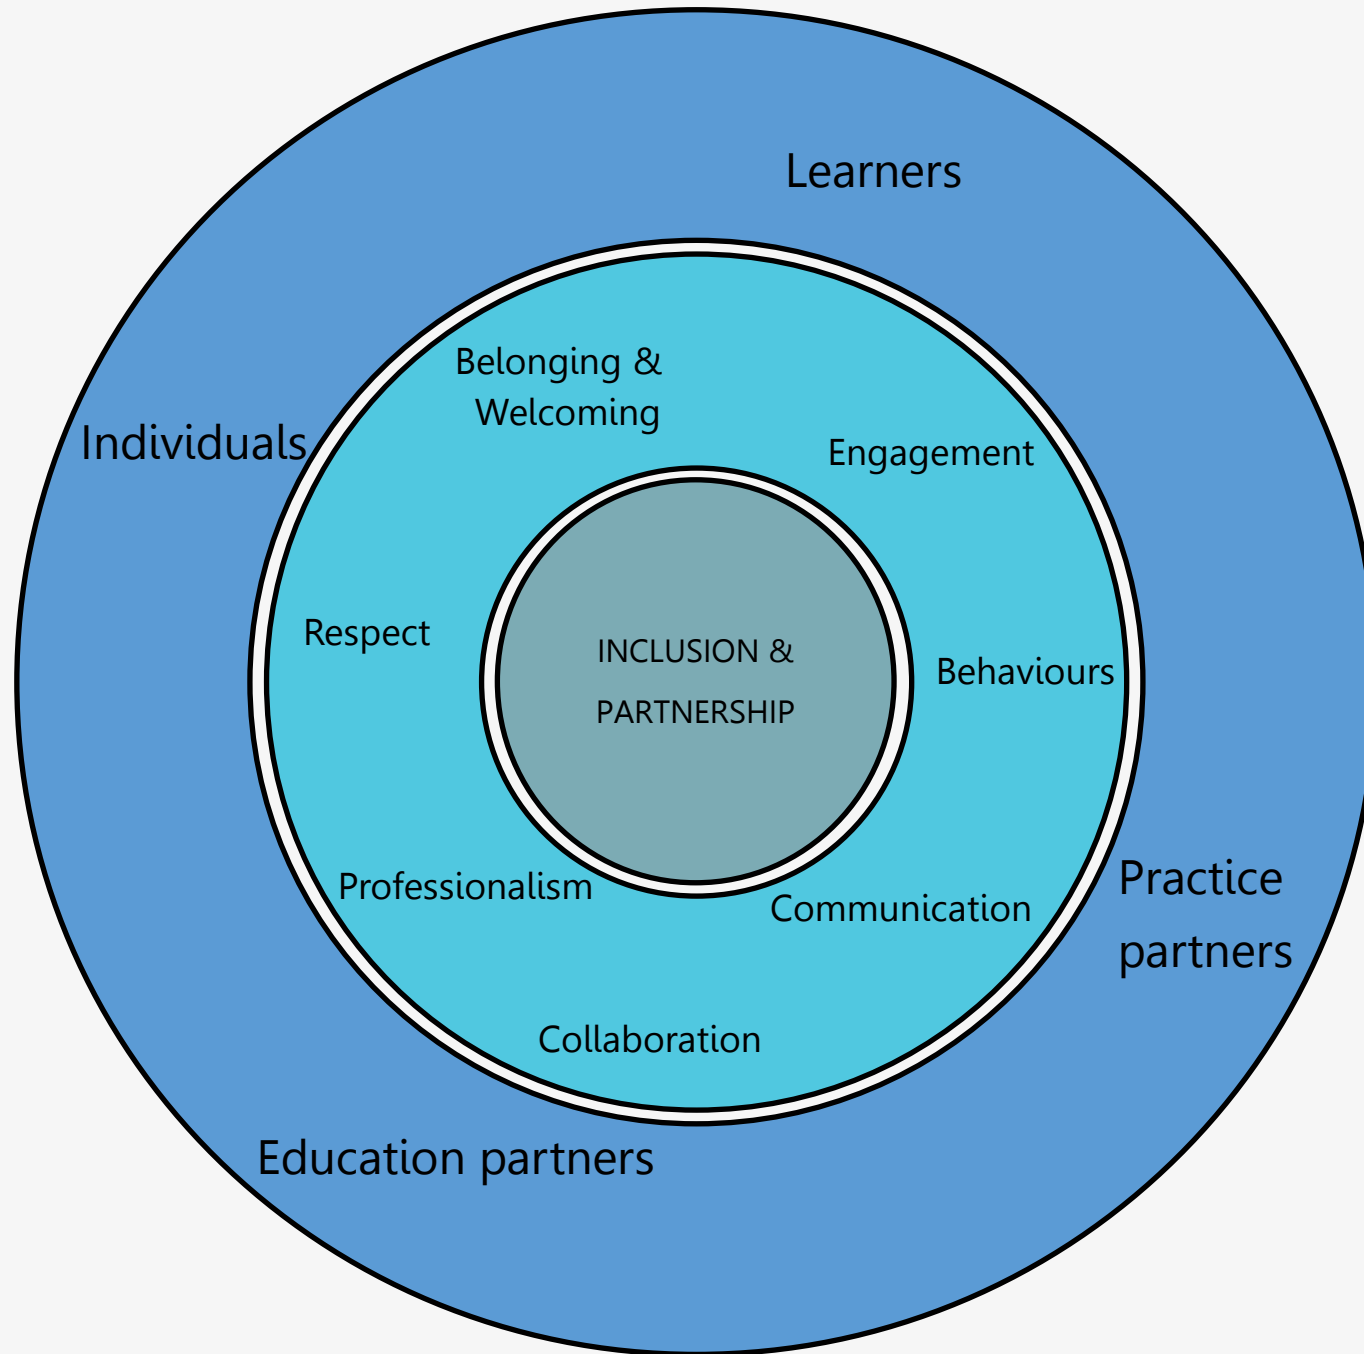 Learners
Belonging &
Welcoming
Individuals
Engagement
Respect
INCLUSION &
PARTNERSHIP
Behaviours
Professionalism
Communication
Practice
partners
Collaboration
Education partners